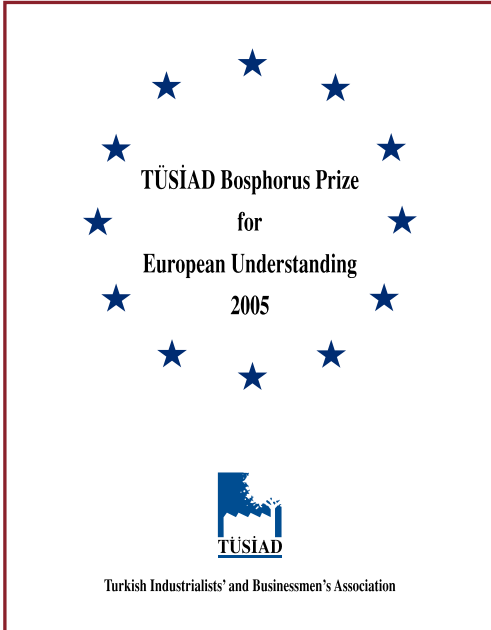 TÜSİAD Bosphorus Prize
for
European Understanding
2005
TÜSİAD
Turkish Industrialists' and Businessmen's Association